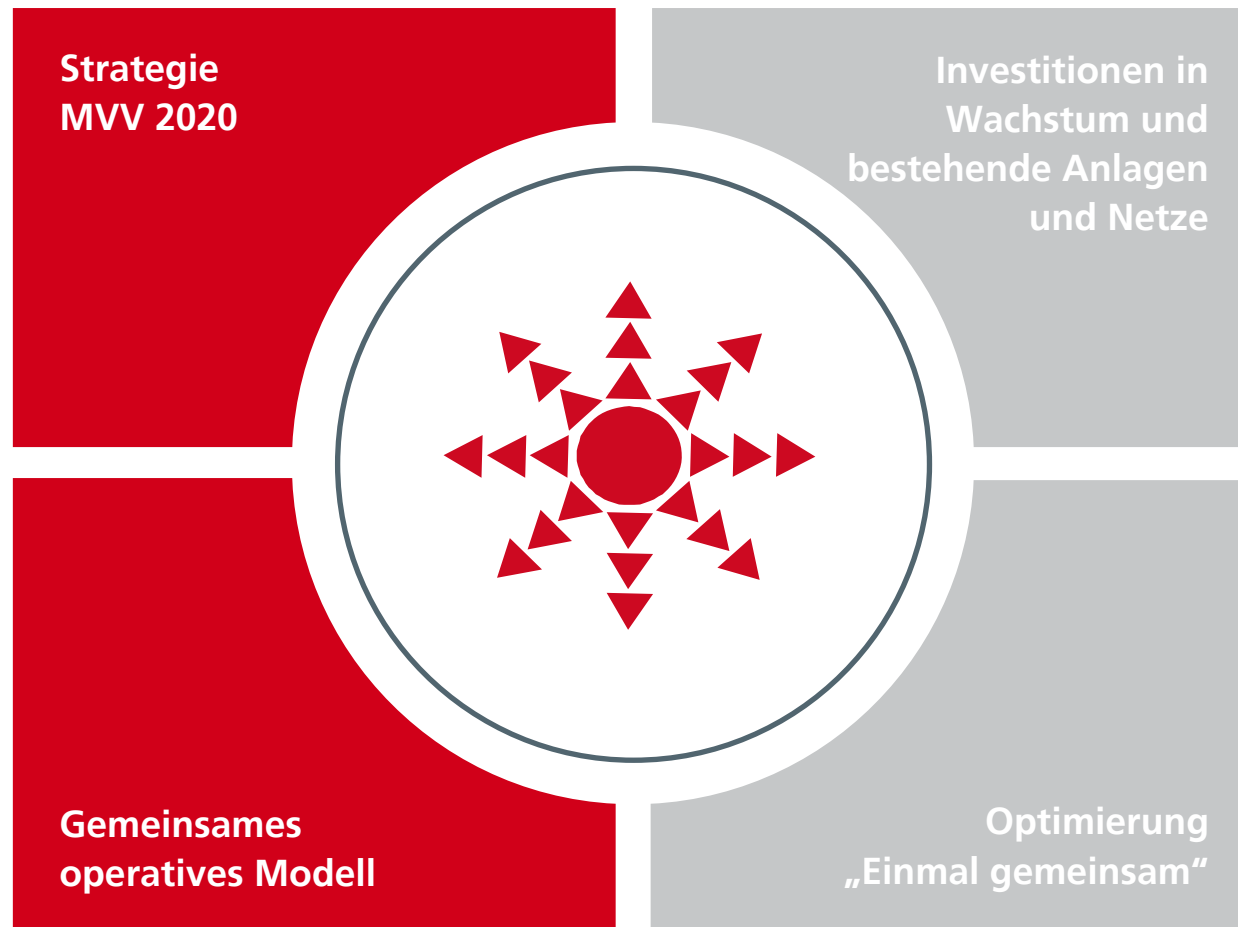 Strategie
MVV 2020
Investitionen in
Wachstum und
bestehende Anlagen
und Netze
Gemeinsames
operatives Modell
Optimierung
„Einmal gemeinsam“